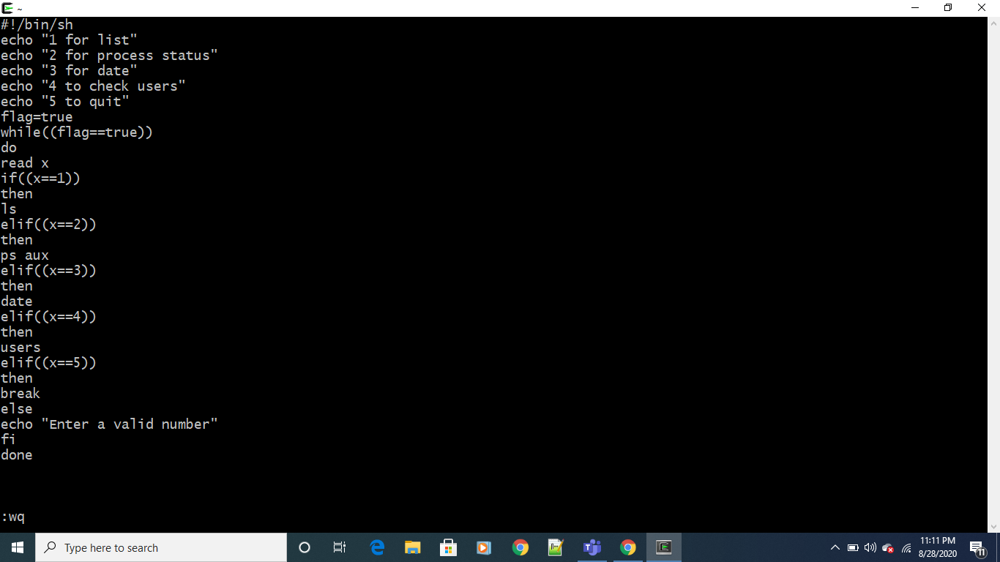 ~
#!/bin/sh
echo "1 for list"
echo "2 for process status"
echo "3 for date"
echo "4 to check users"
echo "5 to quit"
flag=true
while((flag==true))
do
read x
if((x==1))
then
ls
elif((x==2))
then
ps aux
elif((x==3))
then
date
elif((x==4))
then
users
elif((x==5))
then
break
else
echo "Enter a valid number"
fi
done
:wq
Type here to search
11:11 PM
8/28/2020
11